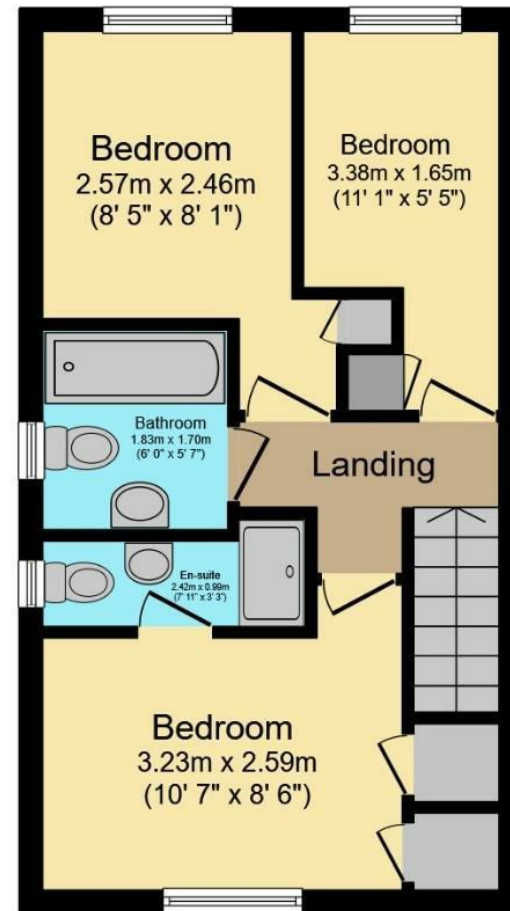 Bedroom
2.57m x 2.46m
(8' 5" x 8' 1")
Bedroom
3.38m x 1.65m
(11' 1" x 5' 5")
Bathroom
1.83m x 1.70m
(6' 0" x 5' 7")
Landing
En-suite
2.42m x 0.99m
(7' 11" x 3' 3")
Bedroom
3.23m x 2.59m
(10' 7" x 8' 6")